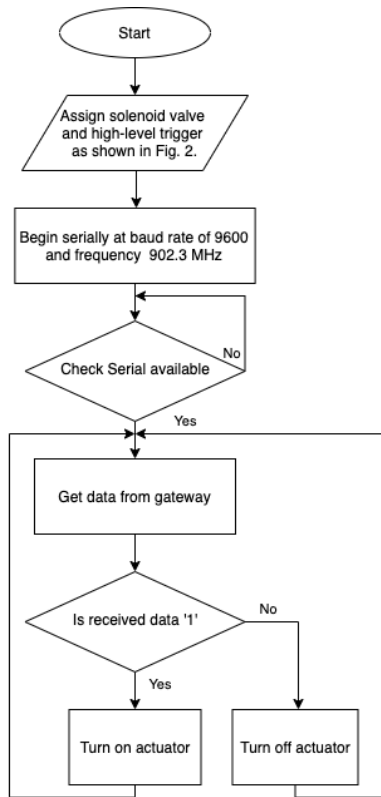 Start
Assign solenoid valve
and high-level trigger
as shown in Fig. 2.
Begin serially at baud rate of 9600
and frequency 902.3 MHz
Check Serial available
No
Yes
Get data from gateway
Is received data '1'
No
Yes
Turn on actuator
Turn off actuator